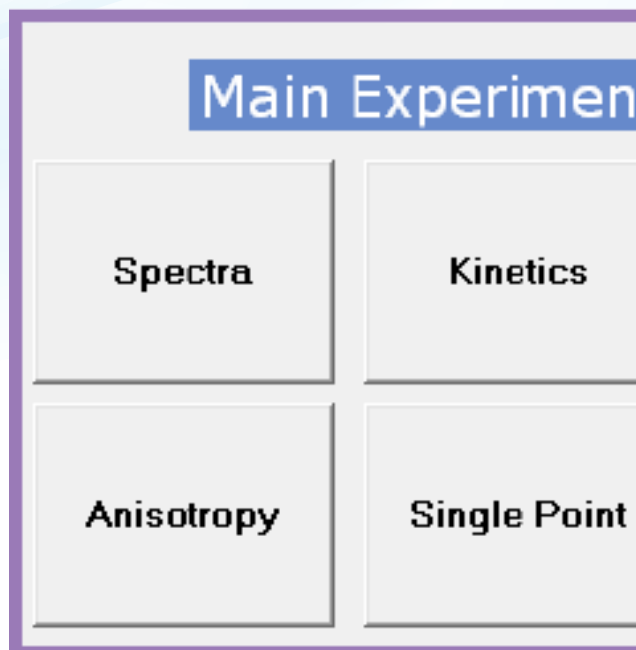 Main Experimen
Spectra
Kinetics
Anisotropy
Single Point